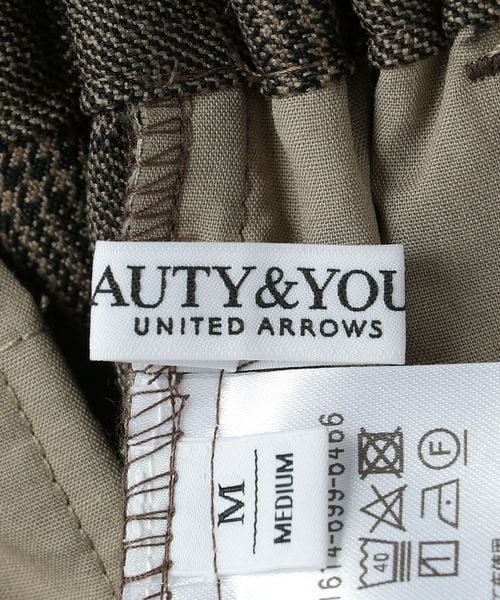 AUTY&YOU
UNITED ARROWS
M
MEDIUM
1614-099-0406
F
40